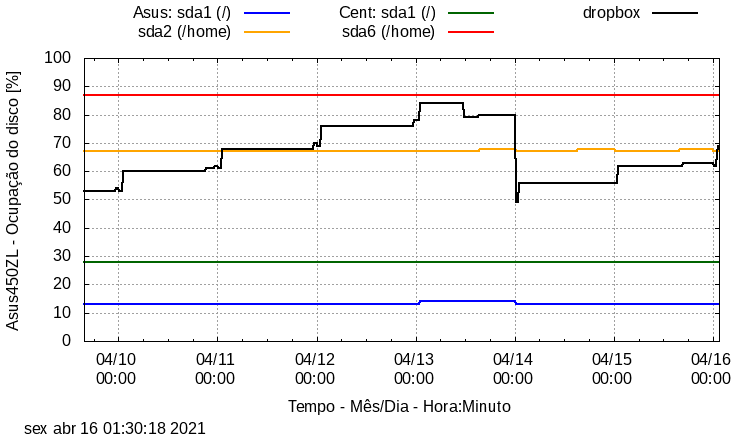 Asus: sda1 (/) Cent: sda1 (/) dropbox
sda2 (/home) sda6 (/home)
100
90
80
70
60
50
40
30
20
10
0
Asus450ZL - Ocupação do disco [%]
04/10 04/11 04/12 04/13 04/14 04/15 04/16
00:00 00:00 00:00 00:00 00:00 00:00 00:00
Tempo - Mês/Dia - Hora:Minuto
sex abr 16 01:30:18 2021